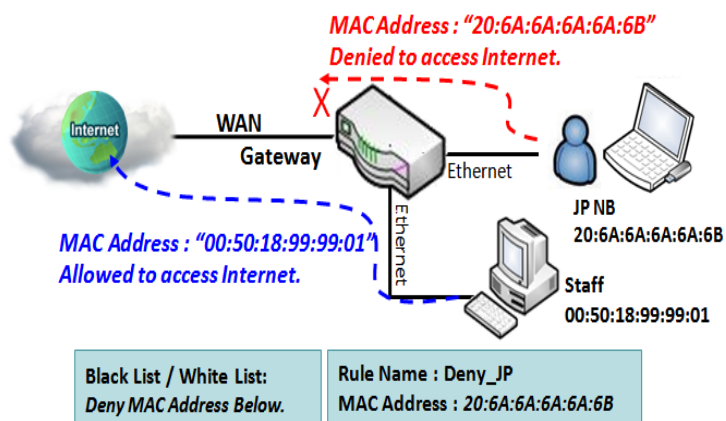 MAC Address : “20:6A:6A:6A:6A:6B”
Denied to access Internet.
Internet
WAN
Gateway
Ethernet
Ethernet
JP NB
20:6A:6A:6A:6A:6B
MAC Address : “00:50:18:99:99:01”
Allowed to access Internet.
Staff
00:50:18:99:99:01
Black List / White List:
Deny MAC Address Below.
Rule Name : Deny_JP
MAC Address : 20:6A:6A:6A:6A:6B